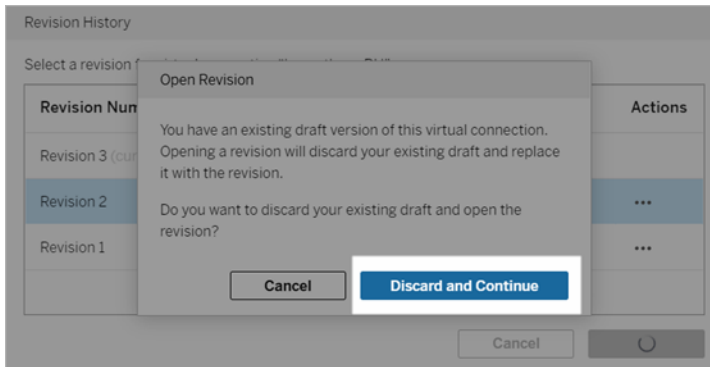 Revision History
Select a revision
Open Revision
Revision Num
Actions
You have an existing draft version of this virtual connection.
Opening a revision will discard your existing draft and replace
it with the revision.
Revision 3 (cur
Revision 2 •••
Do you want to discard your existing draft and open the
revision?
Revision 1 •••
Cancel Discard and Continue
Cancel